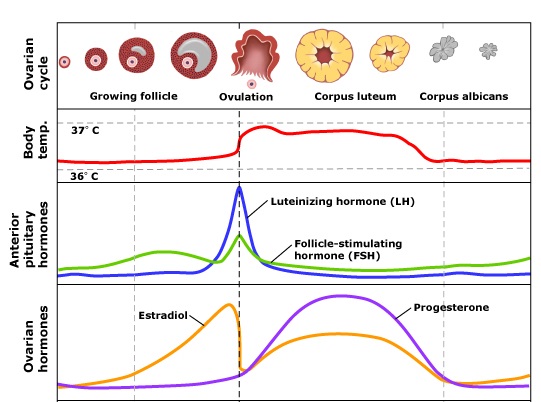 Ovarian
cycle
Growing follicle
Ovulation
Corpus luteum
Corpus albicans
Body
temp.
37° C
36° C
Anterior
pituitary
hormones
Luteinizing hormone (LH)
Follicle-stimulating
hormone (FSH)
Ovarian
hormones
Estradiol
Progesterone